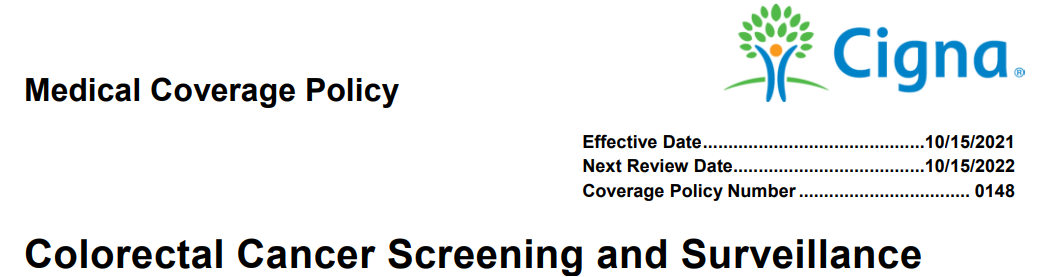 Cigna®
Medical Coverage Policy
Effective Date............................................10/15/2021
Next Review Date......................................10/15/2022
Coverage Policy Number .................................. 0148
Colorectal Cancer Screening and Surveillance